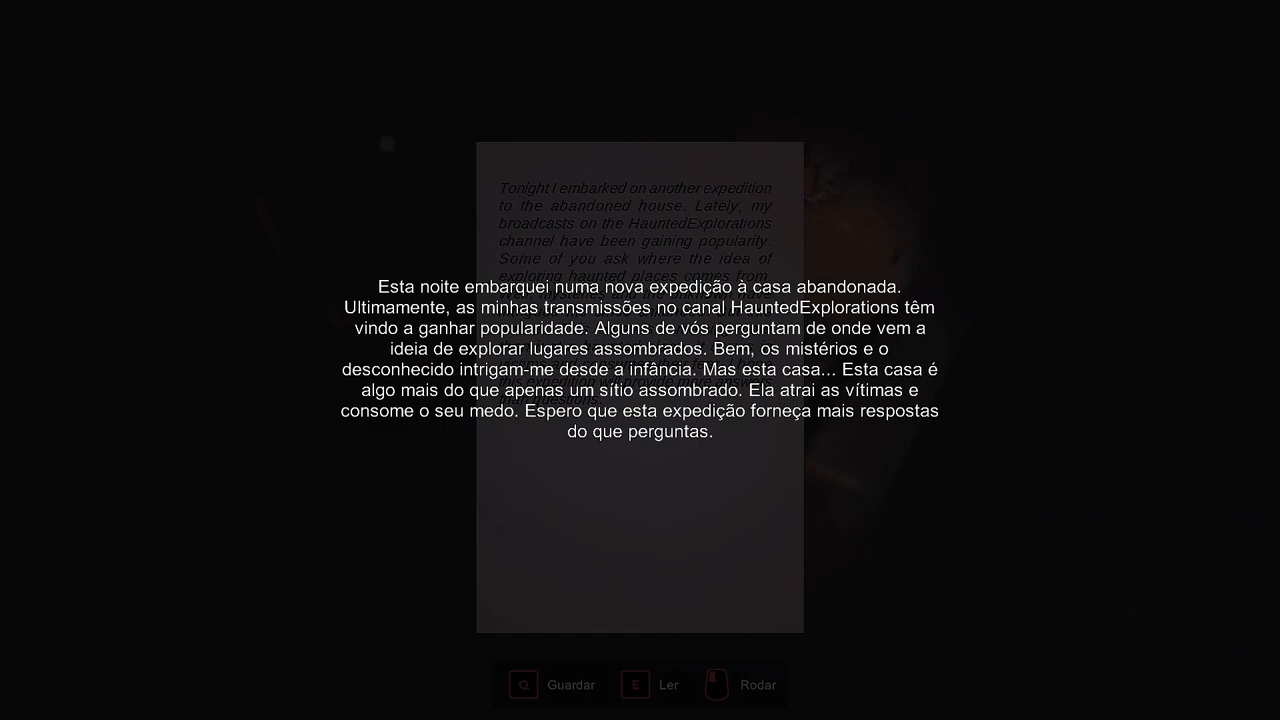 Tonight I embarked on another expedition
to the abandoned house. Lately, my
broadcasts on the HauntedExplorations
channel have been gaining popularity.
Some of you ask where the idea of
exploring haunted places comes from.
Esta noite embarquei numa nova expedição à casa abandonada.
Ultimamente, as minhas transmissões no canal HauntedExplorations têm
vindo a ganhar popularidade. Alguns de vós perguntam de onde vem a
ideia de explorar lugares assombrados. Bem, os mistérios e o
desconhecido intrigam-me desde a infância. Mas esta casa... Esta casa é
algo mais do que apenas um sítio assombrado. Ela atrai as vítimas e
consome o seu medo. Espero que esta expedição forneça mais respostas
do que perguntas.
Q Guardar E Ler Rodar